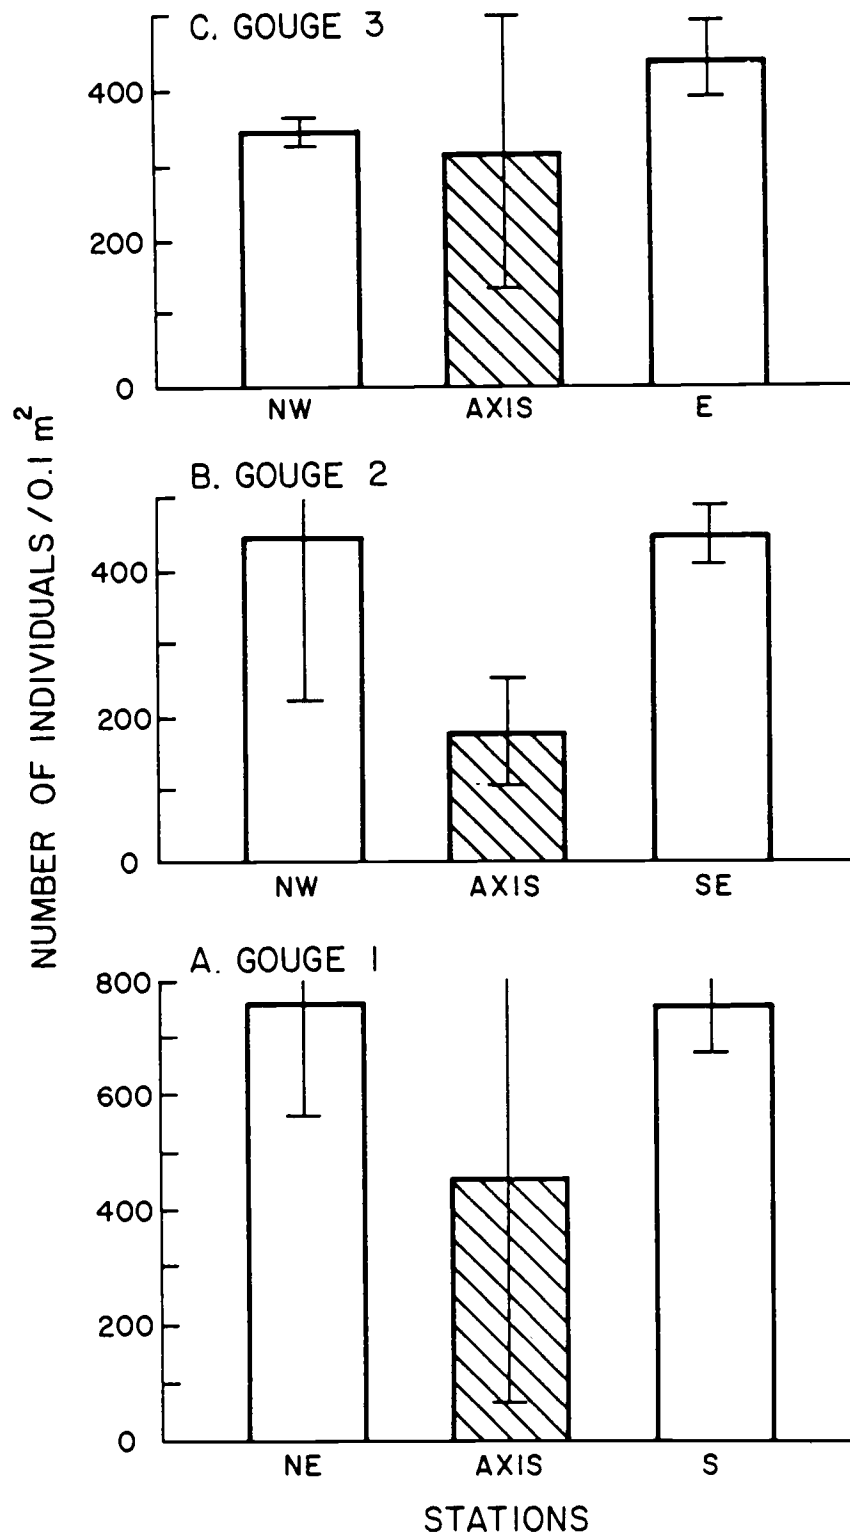 C. GOUGE 3
400
200
0
NW AXIS E
NUMBER OF INDIVIDUALS/0.1 m²
B. GOUGE 2
400
200
0
NW AXIS SE
A. GOUGE 1
800
600
400
200
0
NE AXIS S
STATIONS